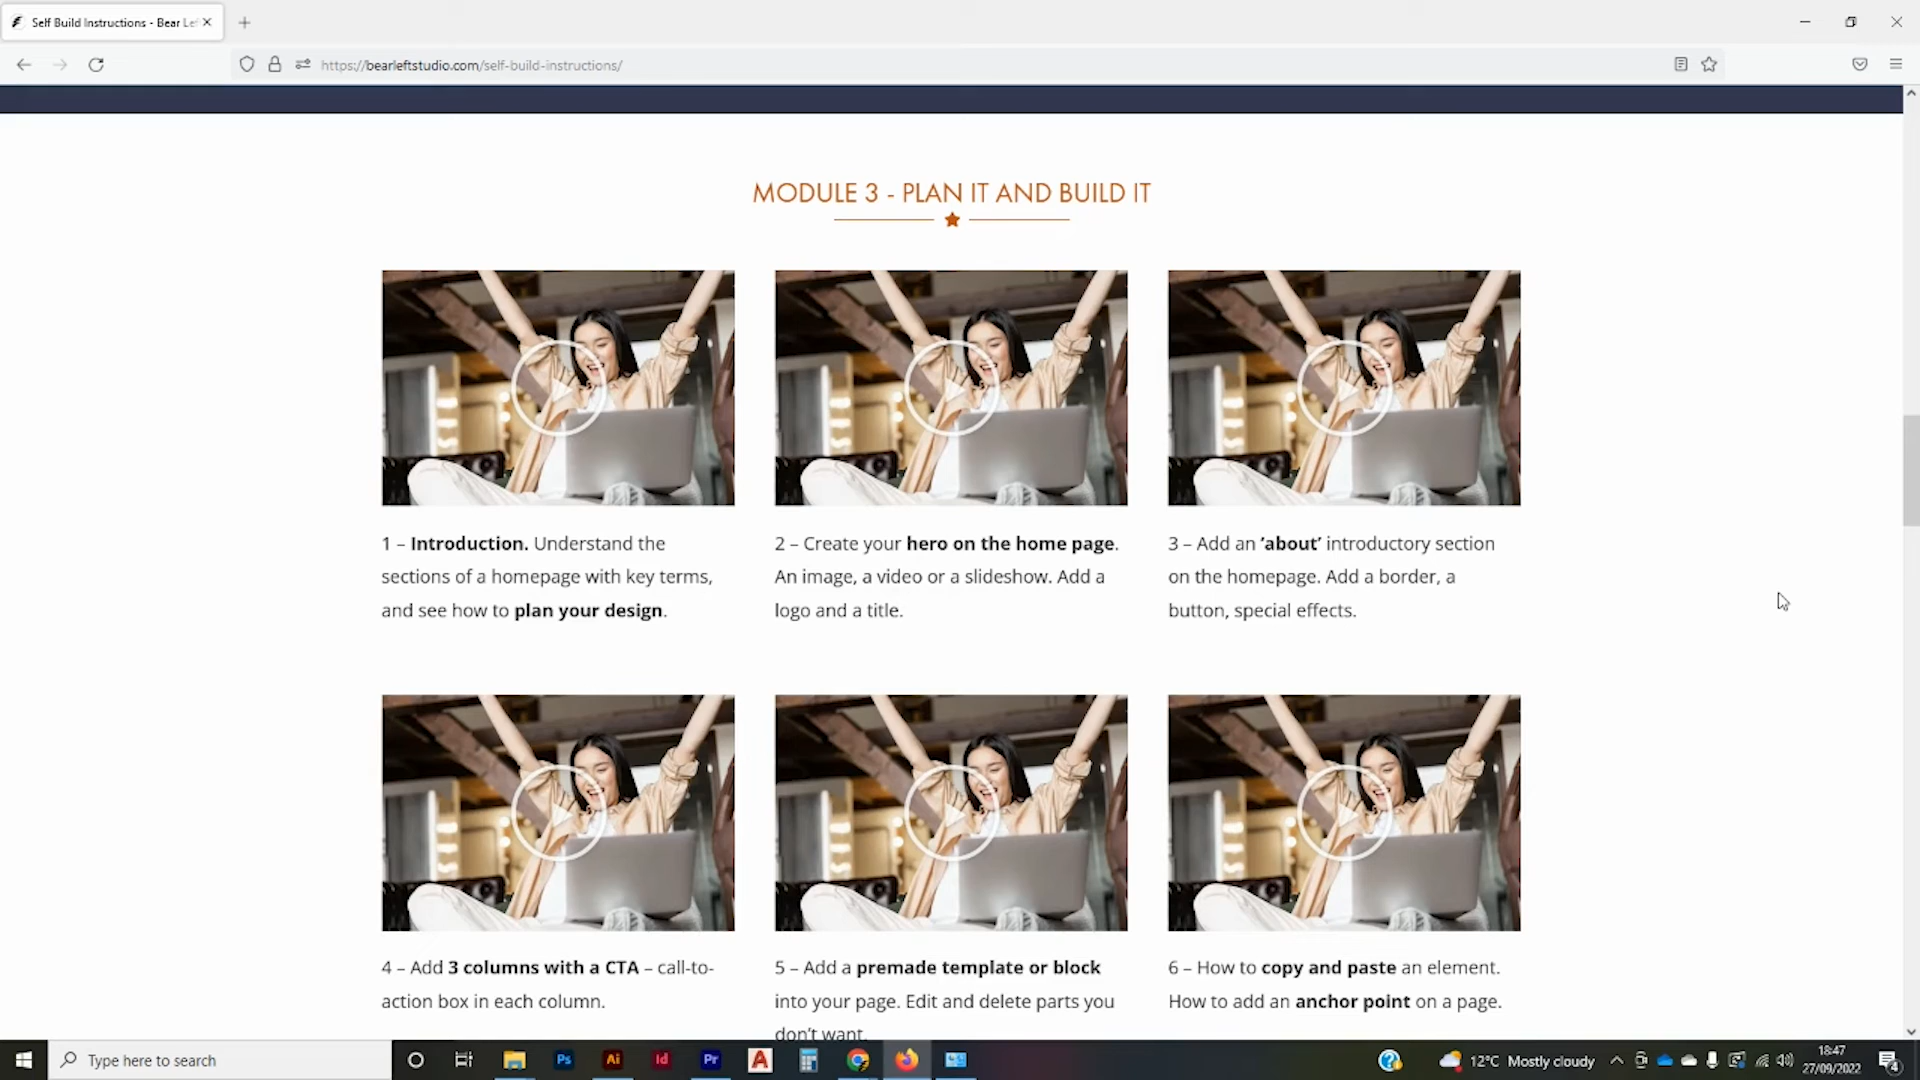 Self Build Instructions - Bear Lef
https://bearleftstudio.com/self-build-instructions/
MODULE 3 - PLAN IT AND BUILD IT
1 – Introduction. Understand the
sections of a homepage with key terms,
and see how to plan your design.
2 – Create your hero on the home page.
An image, a video or a slideshow. Add a
logo and a title.
3 – Add an ‘about’ introductory section
on the homepage. Add a border, a
button, special effects.
4 – Add 3 columns with a CTA – call-to-
action box in each column.
5 – Add a premade template or block
into your page. Edit and delete parts you
don’t want.
6 – How to copy and paste an element.
How to add an anchor point on a page.
Type here to search
Ps
Ai
Id
Pr
A
12°C Mostly cloudy
18:47
27/09/2022
4